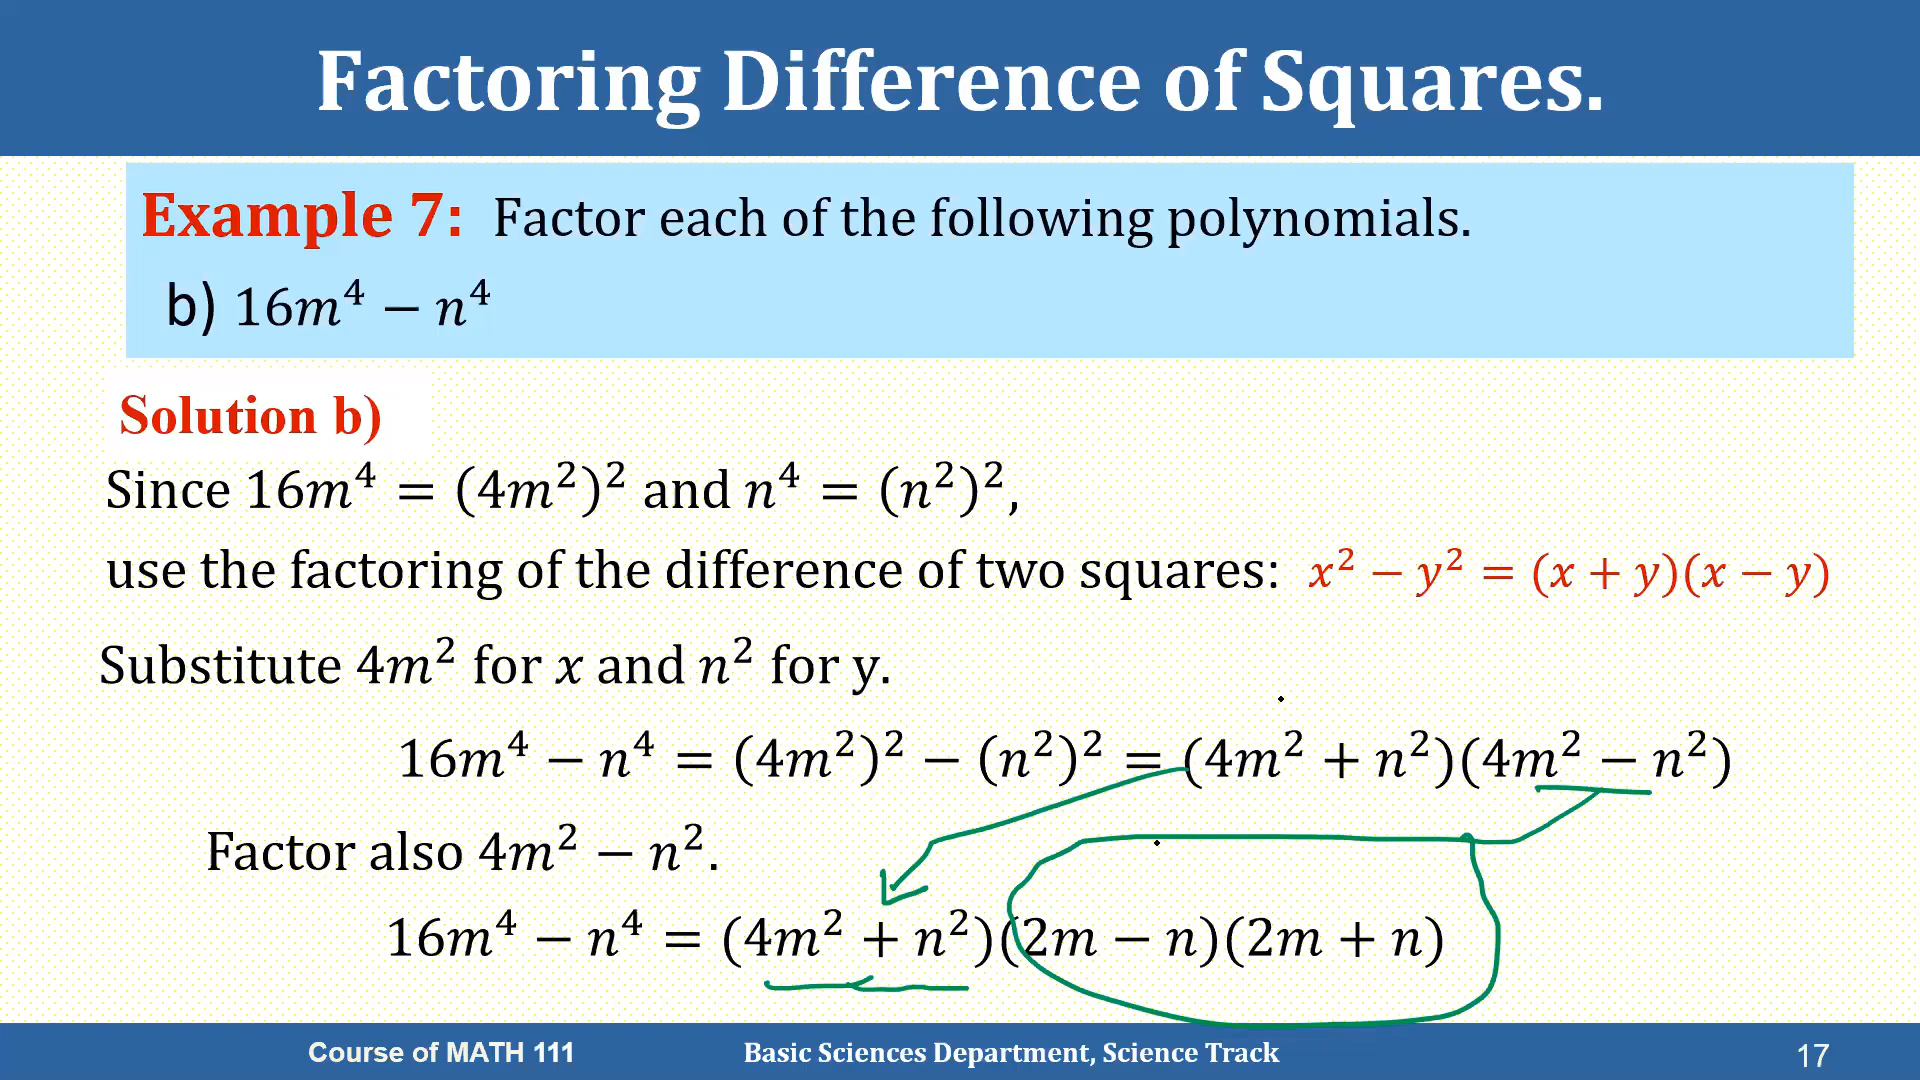 Factoring Difference of Squares.
Example 7: Factor each of the following polynomials.
b) 16m⁴ − n⁴
Solution b)
Since 16m⁴ = (4m²)² and n⁴ = (n²)²,
use the factoring of the difference of two squares: x² − y² = (x + y)(x − y)
Substitute 4m² for x and n² for y.
16m⁴ − n⁴ = (4m²)² − (n²)² = (4m² + n²)(4m² − n²)
Factor also 4m² − n².
16m⁴ − n⁴ = (4m² + n²)(2m − n)(2m + n)
Course of MATH 111 Basic Sciences Department, Science Track 17